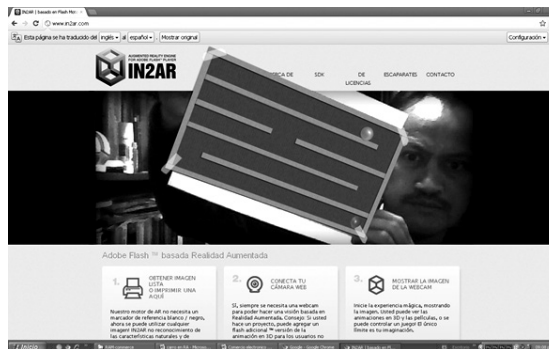 IN2AR | basado en Flash Mo
www.in2ar.com
Esta página se ha traducido del inglés al español Mostrar original Configuración
AUGMENTED REALITY ENGINE
FOR ADOBE FLASH PLAYER
IN2AR
DE
SDK
DE
LICENCIAS
ESCAPARATES
CONTACTO
Adobe Flash ™ basada Realidad Aumentada
1.
OBTENER IMAGEN
LISTA
O IMPRIMIR UNA
AQUÍ
Nuestro motor de AR no necesita un
marcador de referencia blanco / negro,
ahora se puede utilizar cualquier
imagen! IN2AR no reconocimiento de
las características naturales y de
2.
CONECTA TU
CÁMARA WEB
Sí, siempre se necesita una webcam
para poder hacer una visión basada en
Realidad Aumentada, Consejo: Si usted
hace un proyecto, puede agregar un
flash adicional ™ versión de la
animación en 3D para los usuarios no
3.
MOSTRAR LA IMAGEN
DE LA WEBCAM
Inicie la experiencia mágica, mostrando
la imagen. Usted puede ver las
animaciones en 3D y las películas, o se
puede controlar un juego! El único
límite es su imaginación.
Inicio
Google - Google Chrome